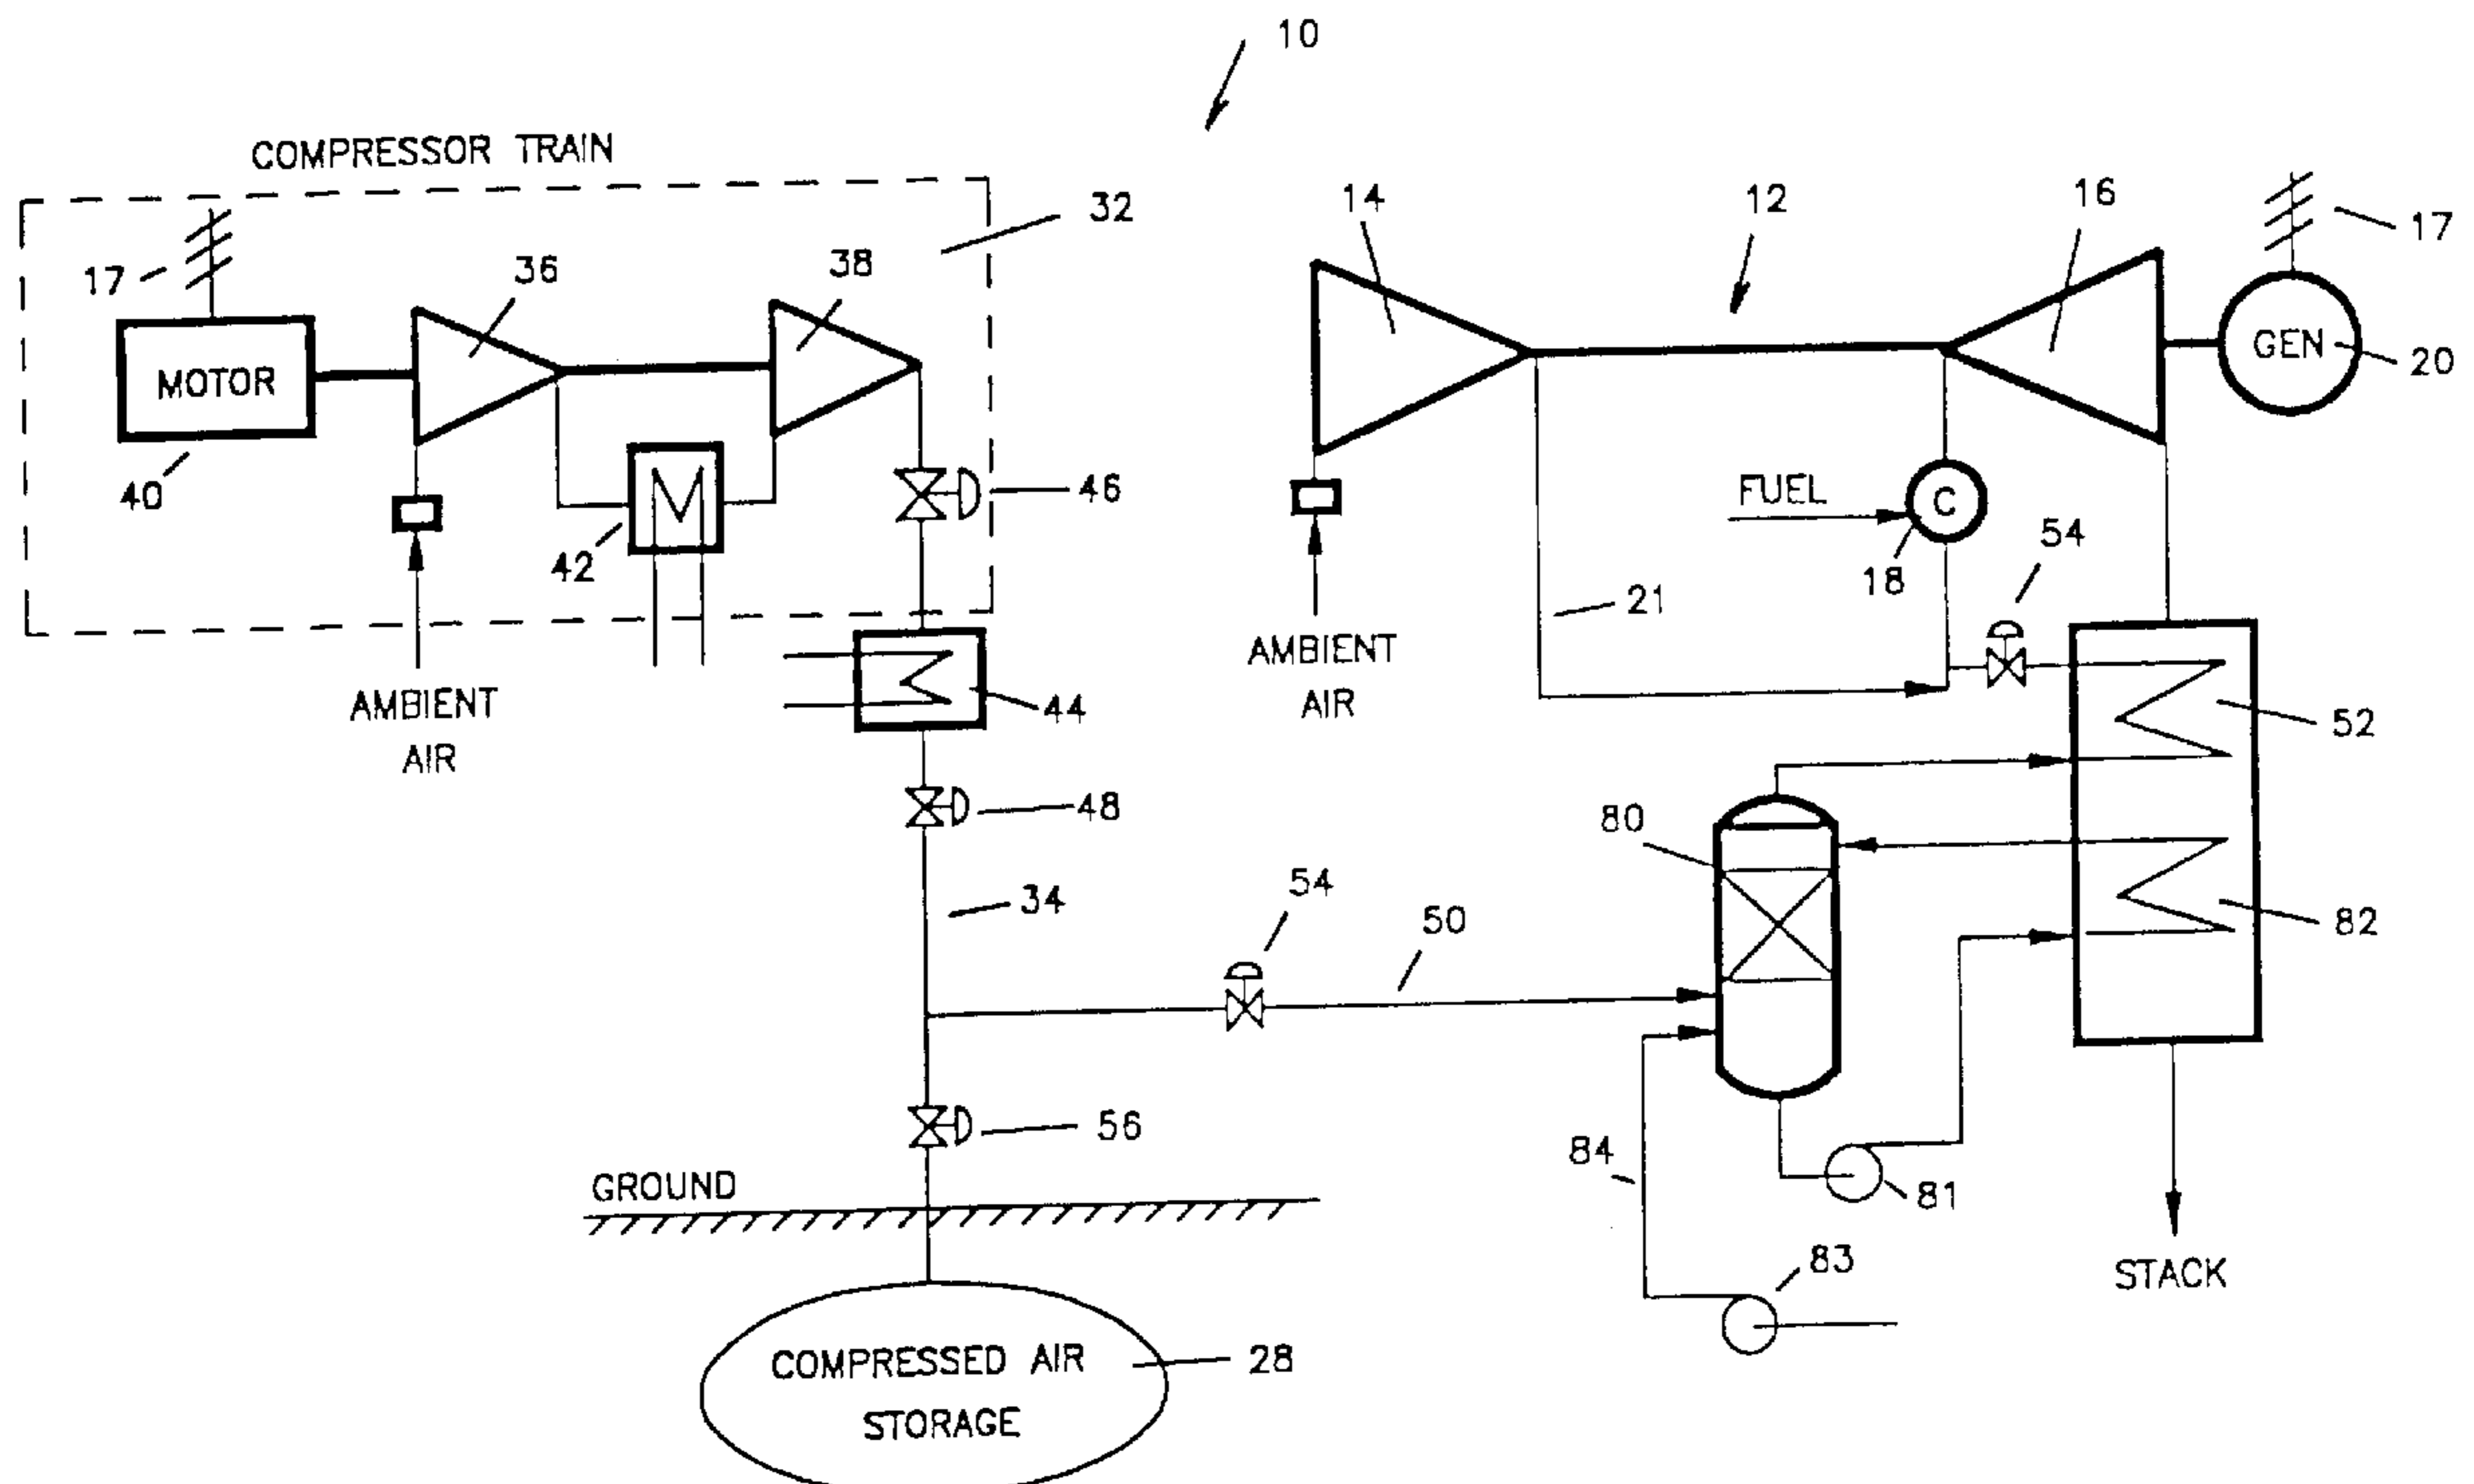 10
COMPRESSOR TRAIN
32
14
12
16
17
17
36
38
MOTOR
GEN
20
40
42
46
FUEL
C
18
54
21
AMBIENT
AIR
AMBIENT
AIR
44
52
48
80
34
54
50
82
56
84
GROUND
81
83
STACK
COMPRESSED AIR
STORAGE
28